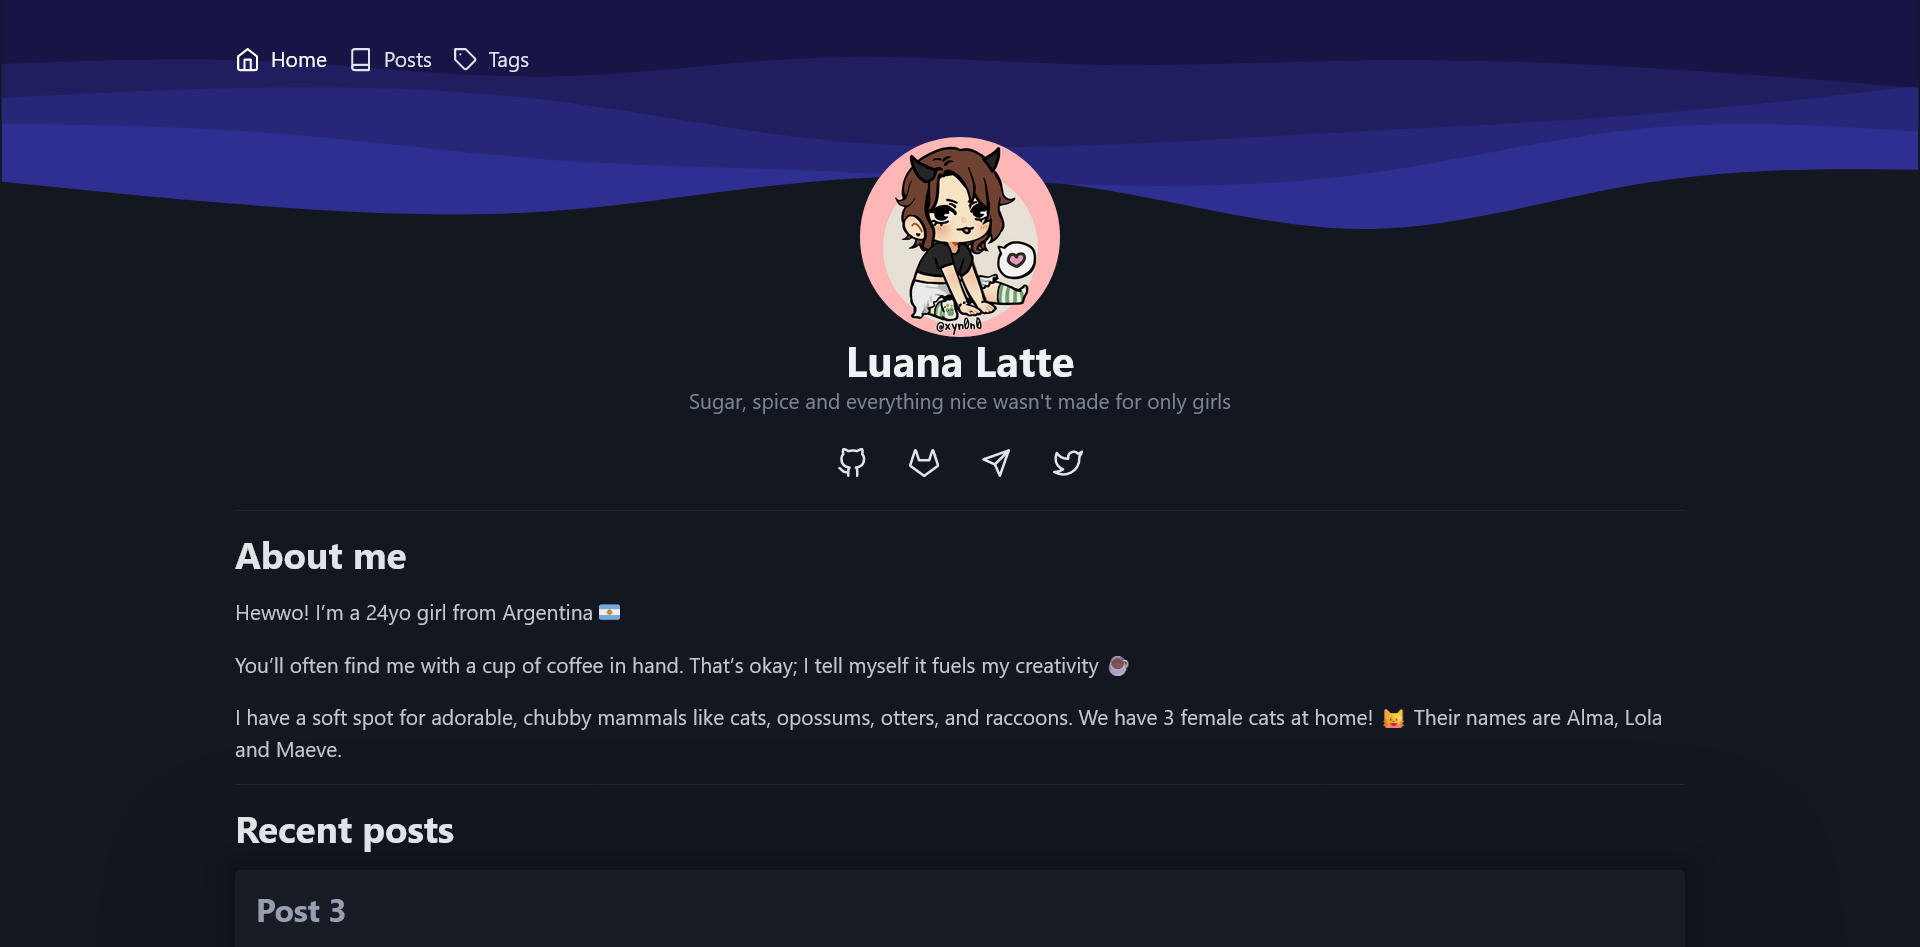 Home Posts Tags
@xyn0n0
Luana Latte
Sugar, spice and everything nice wasn't made for only girls
About me
Hewwo! I’m a 24yo girl from Argentina 🇦🇷
You’ll often find me with a cup of coffee in hand. That’s okay; I tell myself it fuels my creativity
I have a soft spot for adorable, chubby mammals like cats, opossums, otters, and raccoons. We have 3 female cats at home! Their names are Alma, Lola
and Maeve.
Recent posts
Post 3